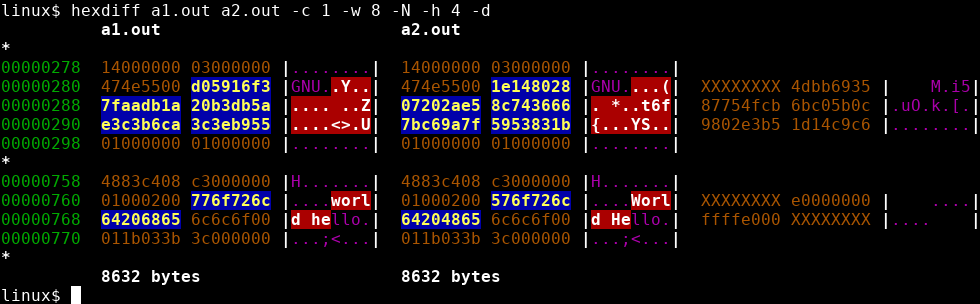 linux$ hexdiff a1.out a2.out -c 1 -w 8 -N -h 4 -d
a1.out a2.out
*
00000278 14000000 03000000 |........| 14000000 03000000 |........|
00000280 474e5500 d05916f3 |GNU..Y..| 474e5500 1e148028 |GNU....(| XXXXXXXX 4dbb6935 | M.i5|
00000288 7faadb1a 20b3db5a |.... ..Z| 07202ae5 8c743666 |. *..t6f| 87754fcb 6bc05b0c |.uO.k.[.|
00000290 e3c3b6ca 3c3eb955 |....<>.U| 7bc69a7f 5953831b |{...YS..| 9802e3b5 1d14c9c6 |........|
00000298 01000000 01000000 |........| 01000000 01000000 |........|
*
00000758 4883c408 c3000000 |H.......| 4883c408 c3000000 |H.......|
00000760 01000200 776f726c |....worl| 01000200 576f726c |....Worl| XXXXXXXX e0000000 | ....|
00000768 64206865 6c6c6f00 |d hello.| 64204865 6c6c6f00 |d Hello.| ffffe000 XXXXXXXX |.... |
00000770 011b033b 3c000000 |...;<...| 011b033b 3c000000 |...;<...|
*
8632 bytes 8632 bytes
linux$